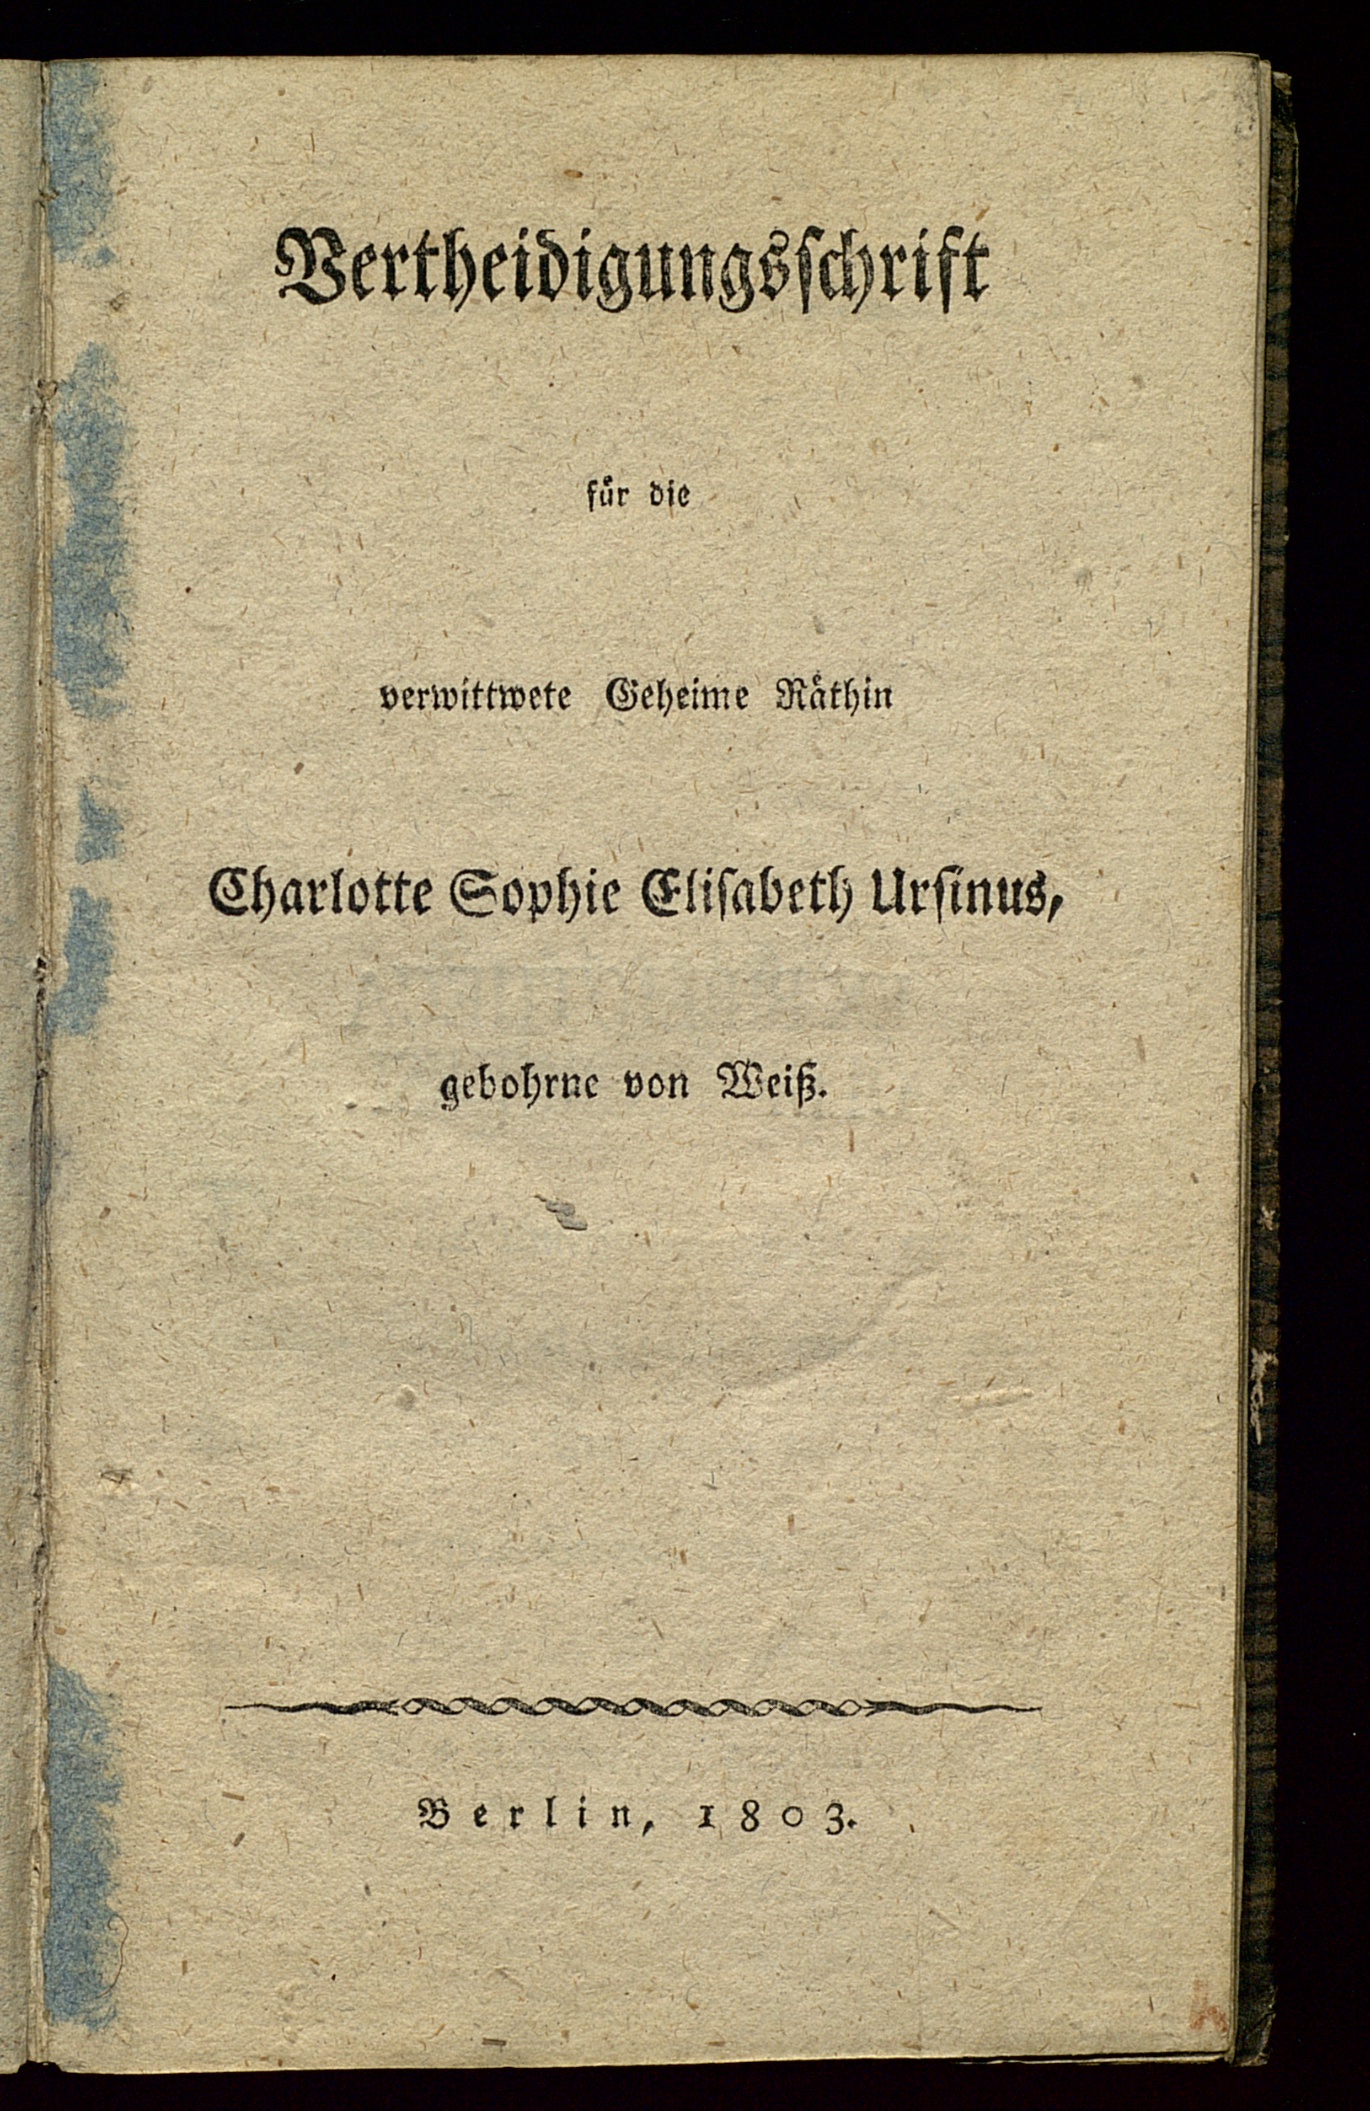 Vertheidigungsschrift
für die
verwittwete Geheime Räthin
Charlotte Sophie Elisabeth Ursinus,
gebohrne von Weiß.
Berlin, 1803.